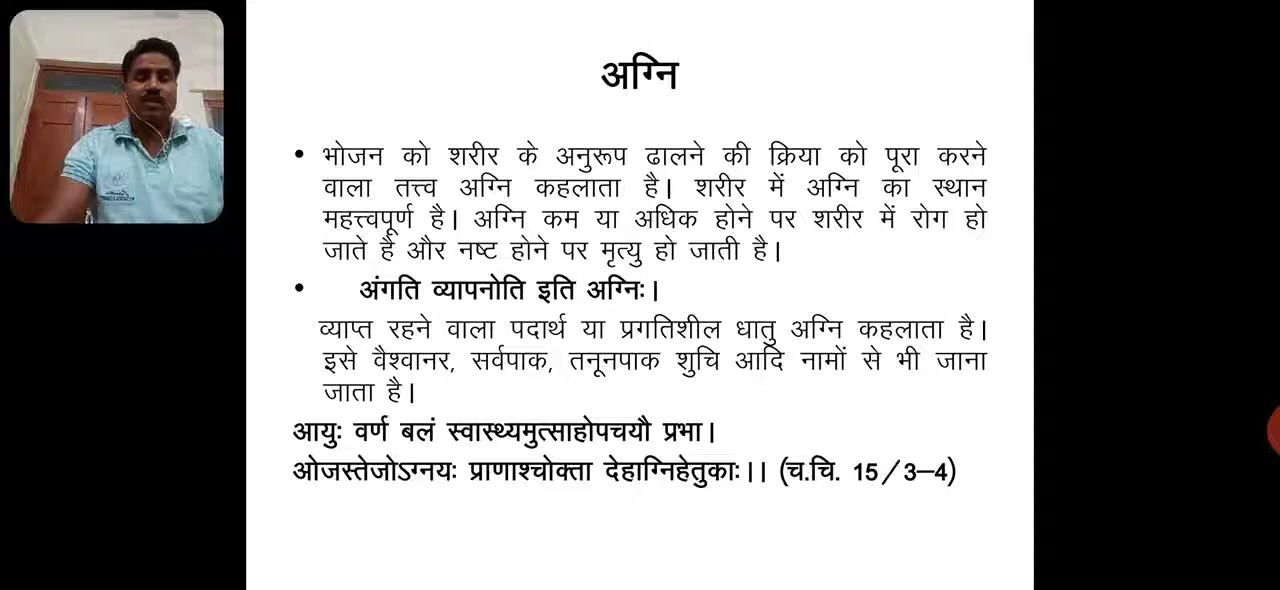 अग्नि
• भोजन को शरीर के अनुरूप ढालने की क्रिया को पूरा करने
वाला तत्त्व अग्नि कहलाता है। शरीर में अग्नि का स्थान
महत्त्वपूर्ण है। अग्नि कम या अधिक होने पर शरीर में रोग हो
जाते है और नष्ट होने पर मृत्यु हो जाती है।
• अंगति व्यापनोति इति अग्निः।
व्याप्त रहने वाला पदार्थ या प्रगतिशील धातु अग्नि कहलाता है।
इसे वैश्वानर, सर्वपाक, तनूनपाक शुचि आदि नामों से भी जाना
जाता है।
आयुः वर्ण बलं स्वास्थ्यमुत्साहोपचयौ प्रभा।
ओजस्तेजोऽग्नयः प्राणाश्चोक्ता देहाग्निहेतुकाः।। (च.चि. 15/3–4)